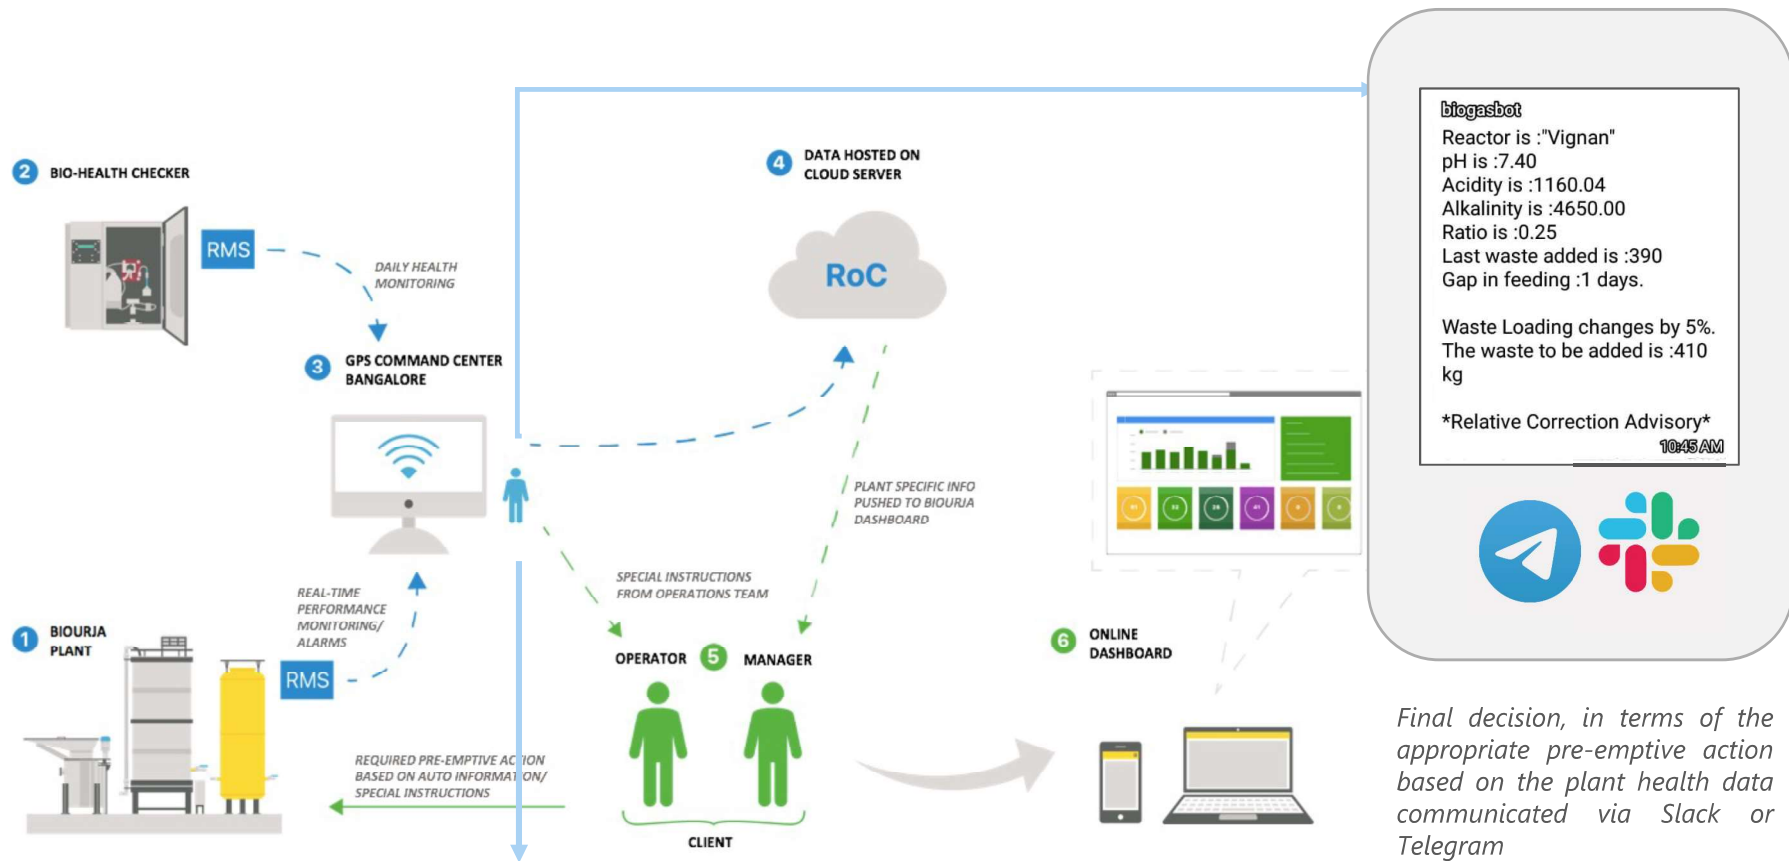 2 BIO-HEALTH CHECKER
RMS
DAILY HEALTH
MONITORING
3 GPS COMMAND CENTER
BANGALORE
4 DATA HOSTED ON
CLOUD SERVER
RoC
PLANT SPECIFIC INFO
PUSHED TO BIOURJA
DASHBOARD
SPECIAL INSTRUCTIONS
FROM OPERATIONS TEAM
REAL-TIME
PERFORMANCE
MONITORING/
ALARMS
1 BIOURJA
PLANT
RMS
REQUIRED PRE-EMPTIVE ACTION
BASED ON AUTO INFORMATION/
SPECIAL INSTRUCTIONS
OPERATOR 5 MANAGER
CLIENT
6 ONLINE
DASHBOARD
biogasbot
Reactor is :"Vignan"
pH is :7.40
Acidity is :1160.04
Alkalinity is :4650.00
Ratio is :0.25
Last waste added is :390
Gap in feeding :1 days.
Waste Loading changes by 5%.
The waste to be added is :410
kg
*Relative Correction Advisory*
10:45 AM
Final decision, in terms of the
appropriate pre-emptive action
based on the plant health data
communicated via Slack or
Telegram